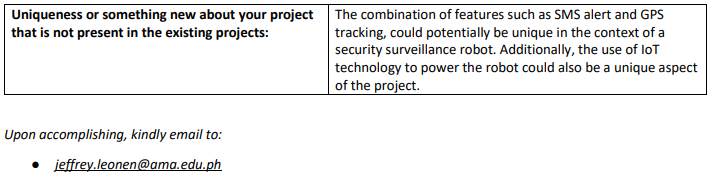 Uniqueness or something new about your project
that is not present in the existing projects:
The combination of features such as SMS alert and GPS
tracking, could potentially be unique in the context of a
security surveillance robot. Additionally, the use of IoT
technology to power the robot could also be a unique aspect
of the project.
Upon accomplishing, kindly email to:
● jeffrey.leonen@ama.edu.ph